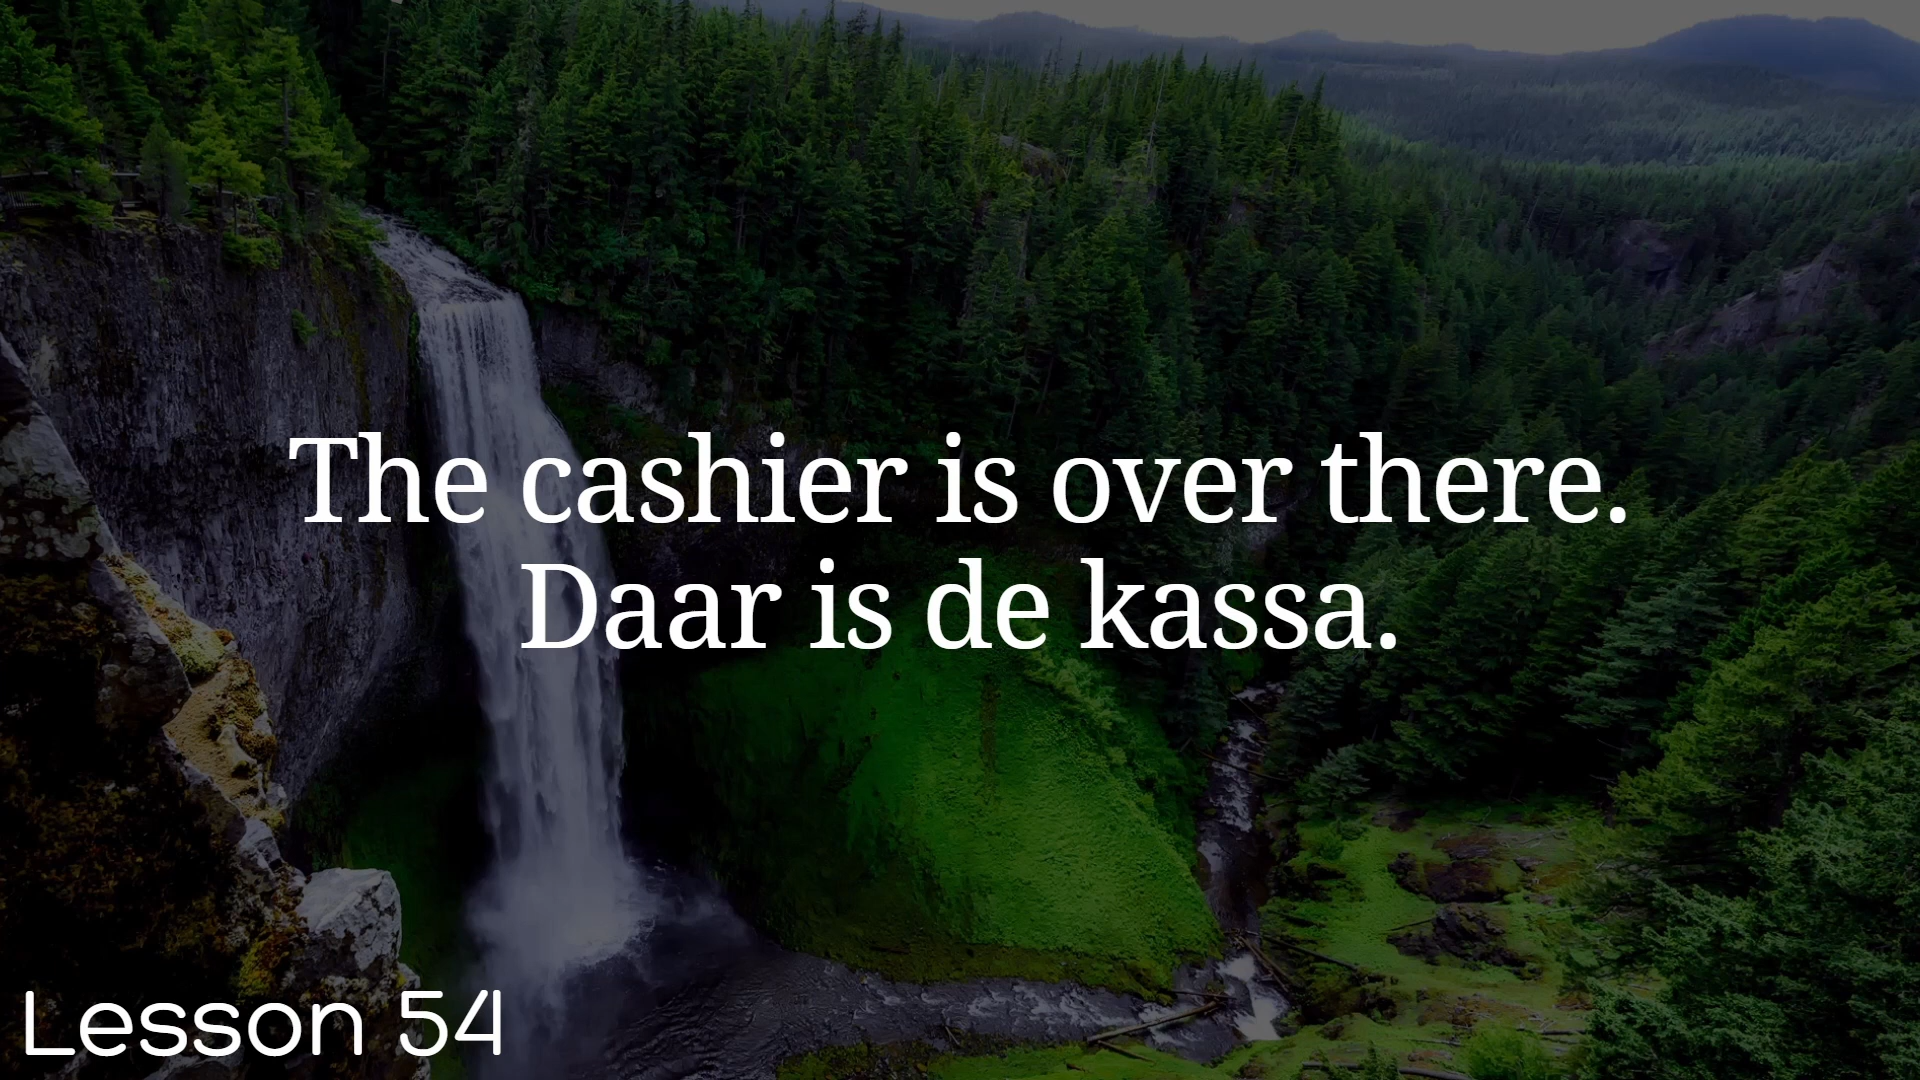 The cashier is over there.
Daar is de kassa.
Lesson 54